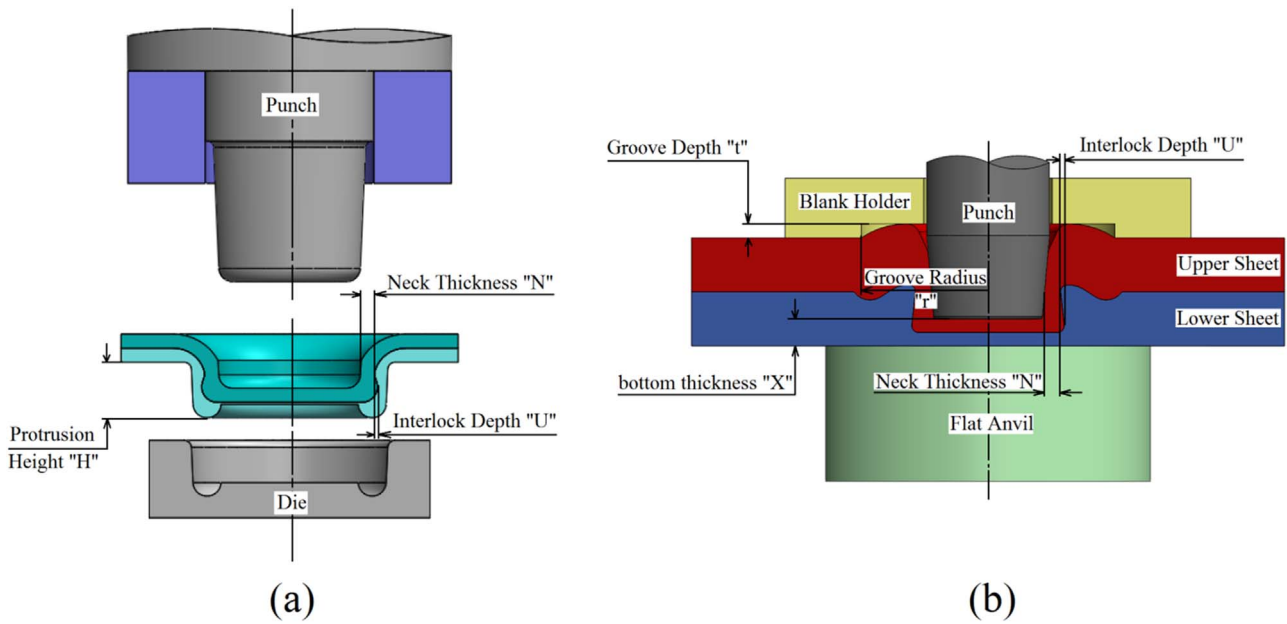 Punch
Neck Thickness "N"
Protrusion
Height "H"
Interlock Depth "U"
Die
(a)
Groove Depth "t"
Interlock Depth "U"
Blank Holder
Punch
Upper Sheet
Groove Radius
"r"
Lower Sheet
bottom thickness "X"
Neck Thickness "N"
Flat Anvil
(b)